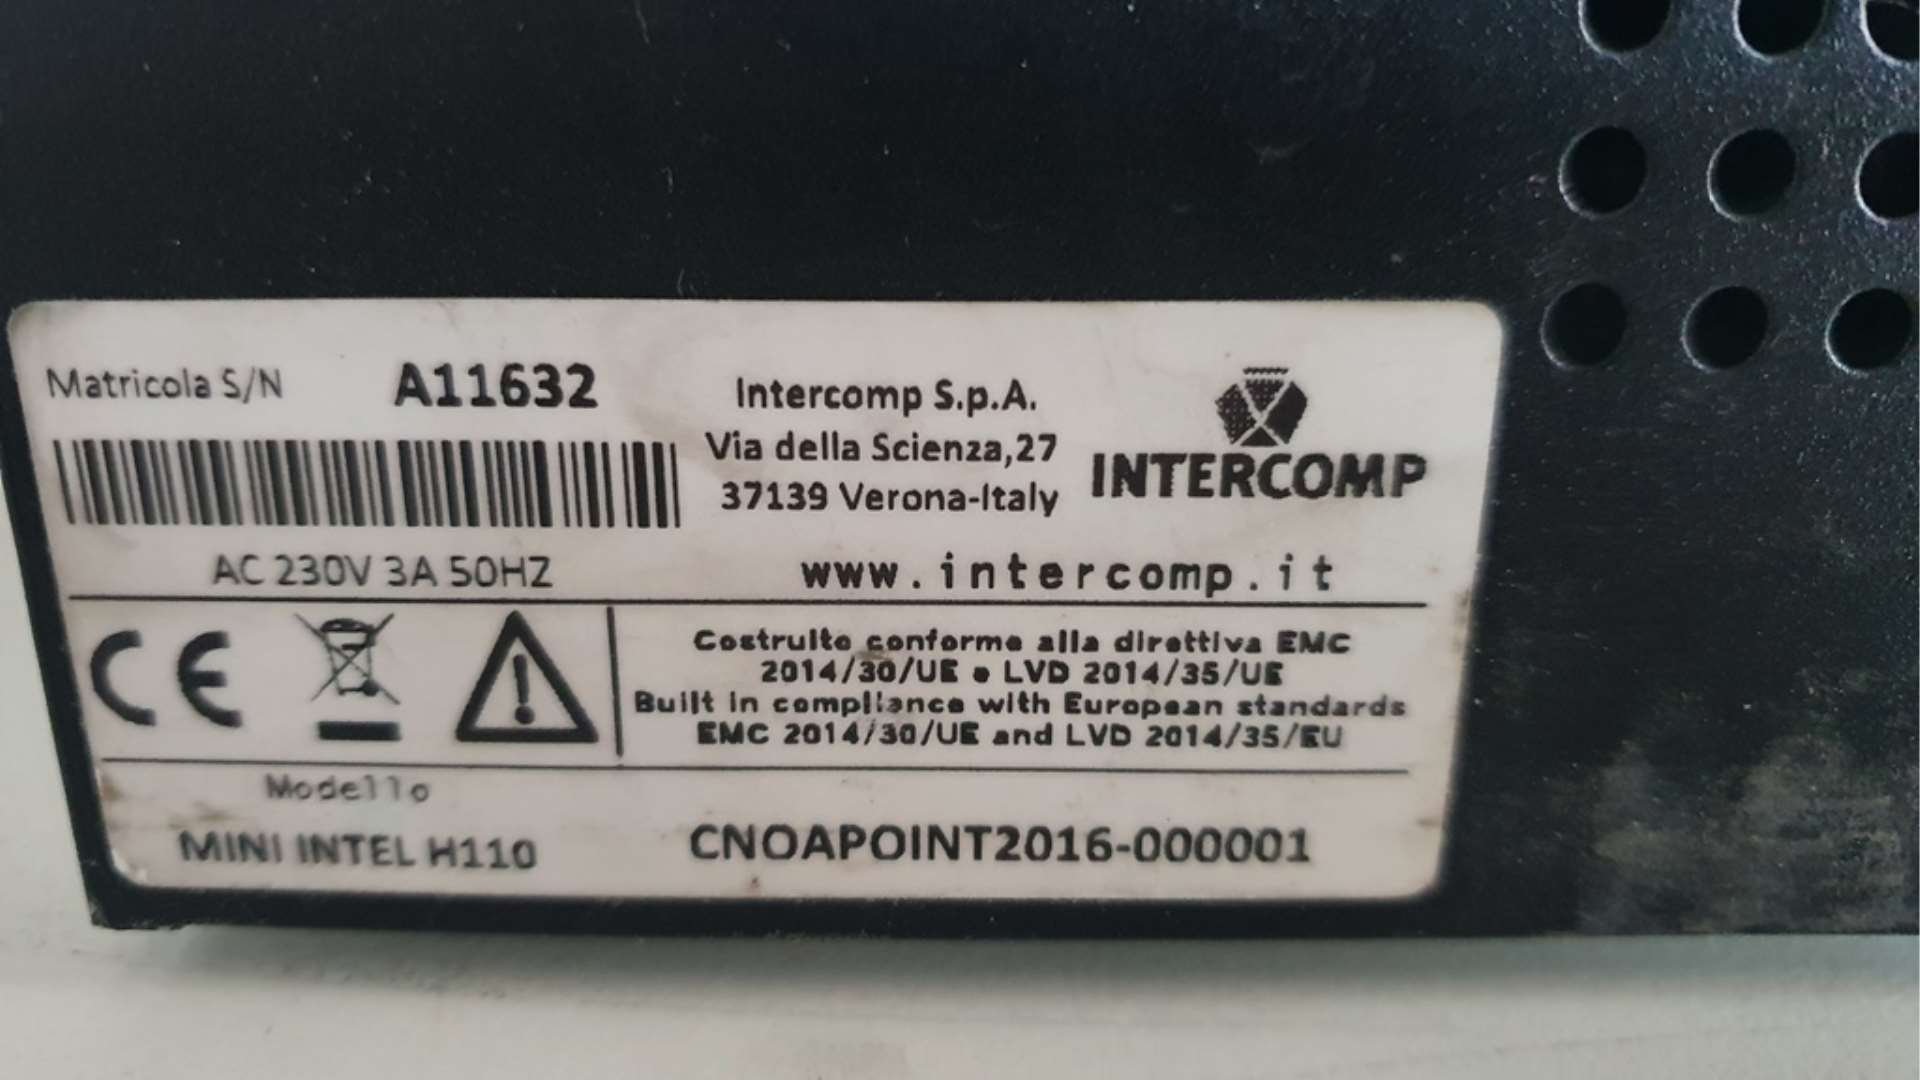 Matricola S/N A11632
Intercomp S.p.A.
Via della Scienza,27
37139 Verona-Italy
INTERCOMP
AC 230V 3A 50HZ
www.intercomp.it
CE
Costruito conforme alla direttiva EMC
2014/30/UE • LVD 2014/35/UE
Built in compliance with European standards
EMC 2014/30/UE and LVD 2014/35/EU
Modello
MINI INTEL H110
CNOAPOINT2016-000001